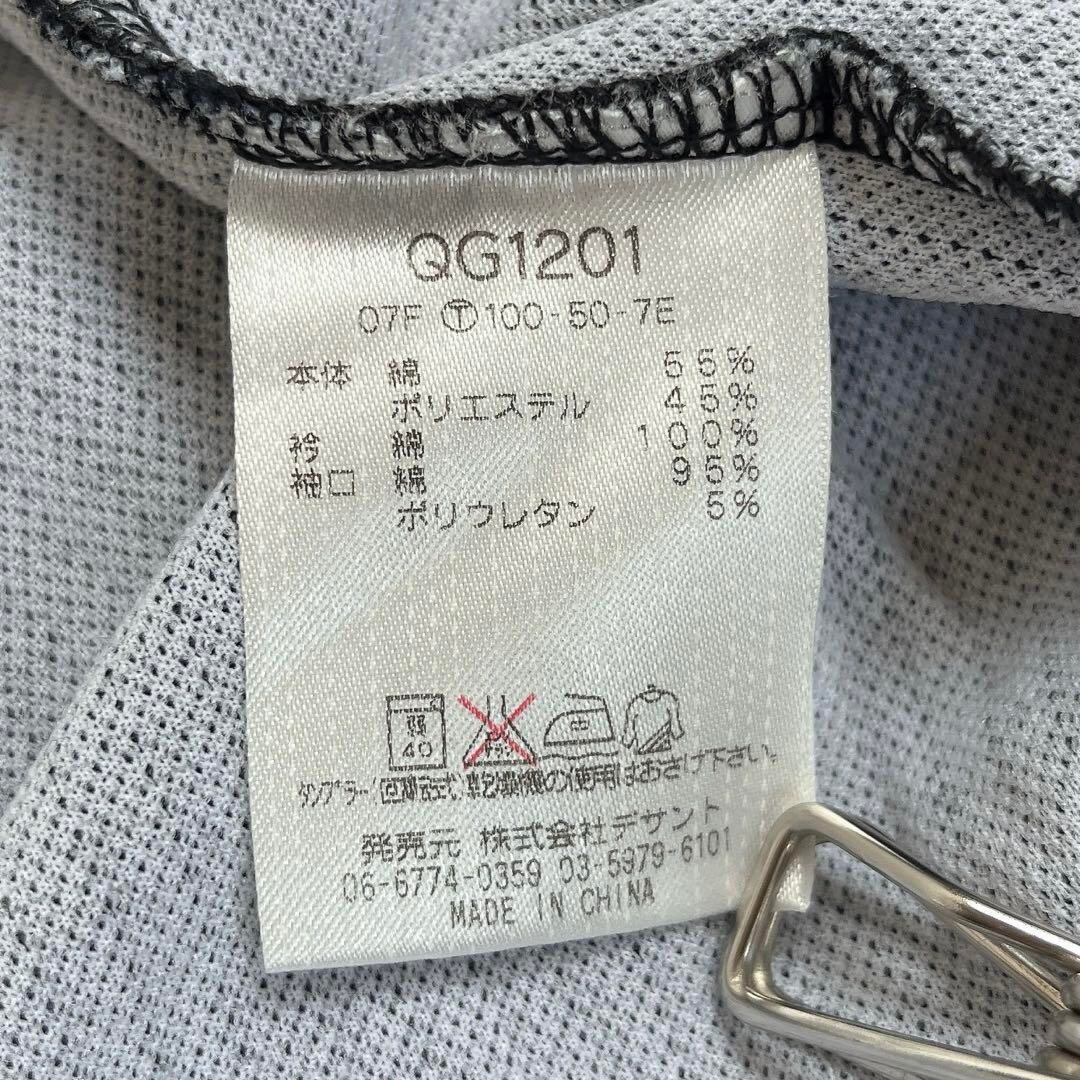 QG1201
07F Ⓣ100-50-7E
本体 綿 55%
ポリエステル 45%
衿 綿 100%
袖口 綿 95%
ポリウレタン 5%
弱
40
タンブラー(回転式)乾燥機の使用はおさけ下さい。
発売元 株式会社デサント
06-6774-0359 03-5979-6101
MADE IN CHINA